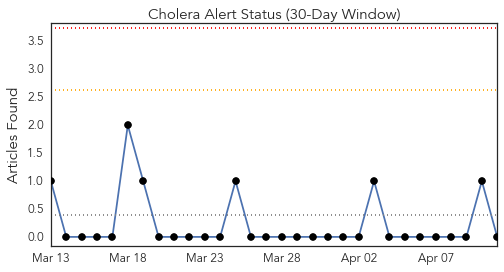 Cholera Alert Status (30-Day Window)
Articles Found
3.5
3.0
2.5
2.0
1.5
1.0
0.5
0.0
Mar 13 Mar 18 Mar 23 Mar 28 Apr 02 Apr 07